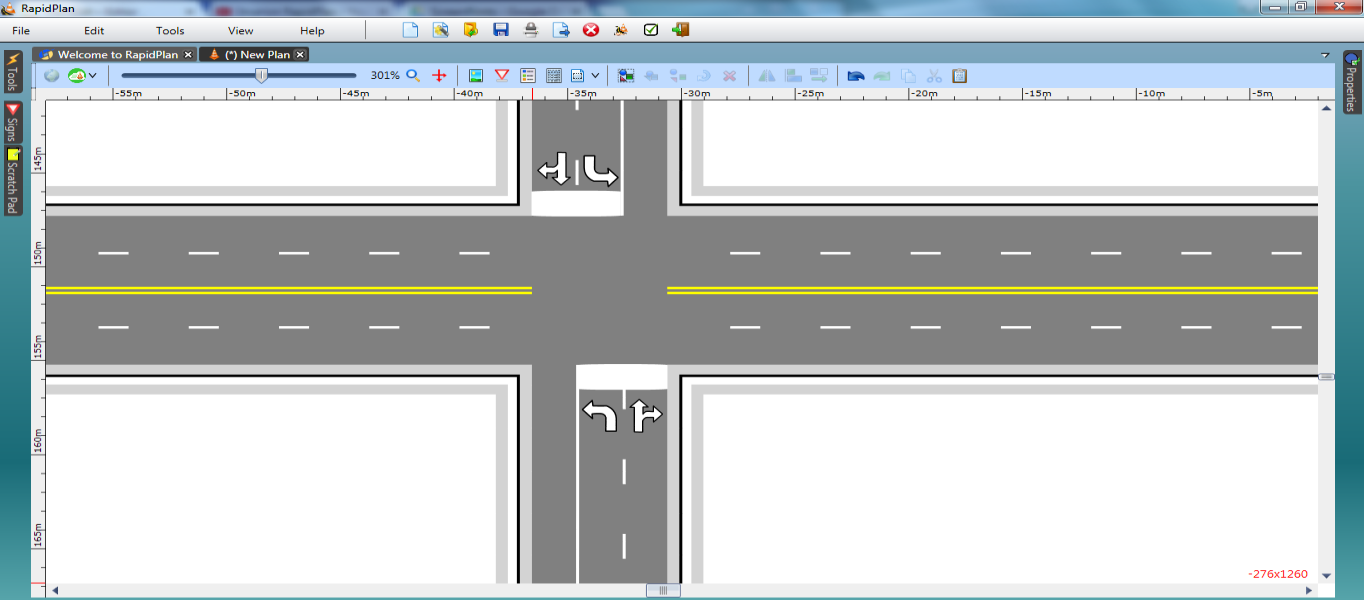 RapidPlan
File Edit Tools View Help
Welcome to RapidPlan (*) New Plan
301%
-55m -50m -45m -40m -35m -30m -25m -20m -15m -10m -5m
Tools
Signs
Scratch Pad
Properties
145m
150m
155m
160m
165m
-276x1260